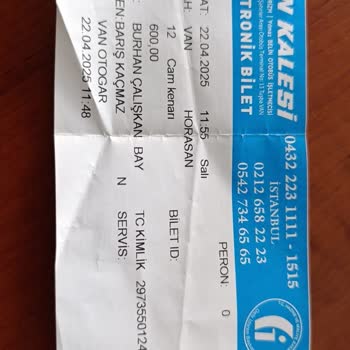 N KALESİ
TRONİK BİLET
0432 223 1111 - 1515
İSTANBUL
0212 658 22 23
0542 734 65 65
PERON: 0
AT: 22.04.2025 11.55 Salı
H: VAN HORASAN
12 Cam kenarı BİLET ID:
600,00
: BURHAN ÇALIŞKAN BAY TC KİMLİK 2973550124
EN:BARIŞ KAÇMAZ N SERVİS:
VAN OTOGAR
22.04.2025 11:48